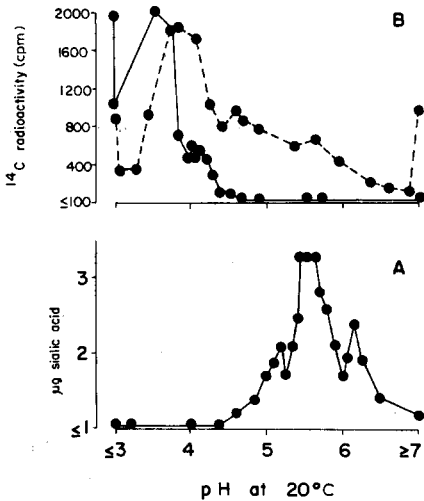 B
2000
1600
1200
800
400
≤100
¹⁴C radioactivity (cpm)
A
3
2
≤1
μg sialic acid
≤3 4 5 6 ≥7
pH at 20°C